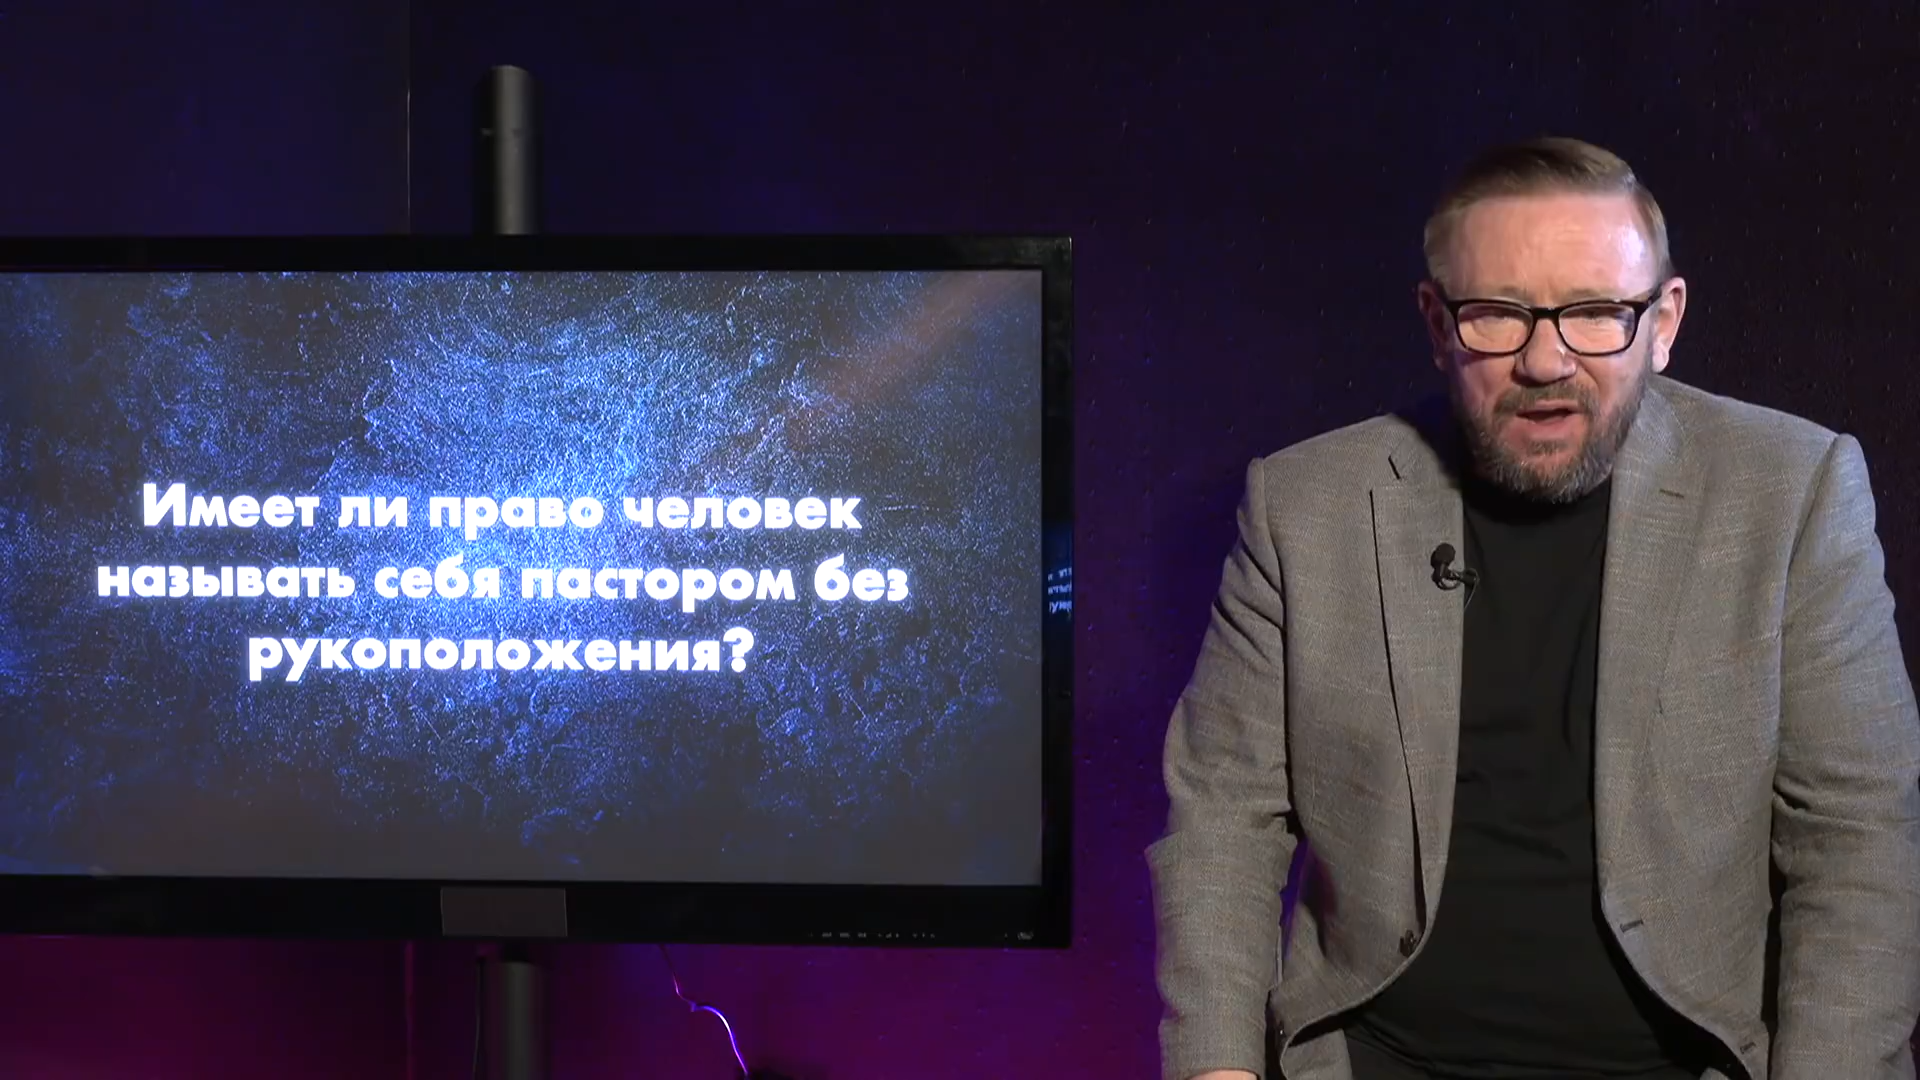 Имеет ли право человек
называть себя пастором без
рукоположения?